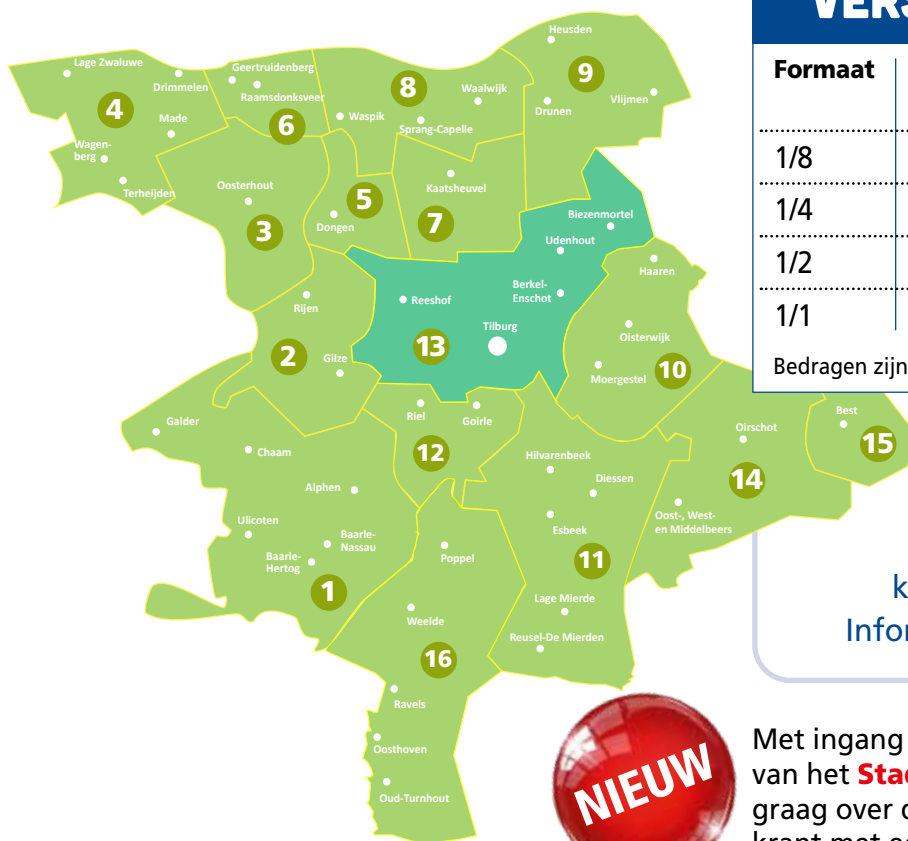 Heusden
9
Drunen
Vlijmen
Lage Zwaluwe
Drimmelen
4
Made
Wagen-
berg
Terheijden
Geertruidenberg
Raamsdonksveer
6
8
Waalwijk
Waspik
Sprang-Capelle
Oosterhout
3
5
Dongen
Kaatsheuvel
7
Biezenmortel
Udenhout
Berkel-
Enschot
Reeshof
Tilburg
13
Haaren
Oisterwijk
Moergestel
10
Rijen
2
Gilze
Riel
Goirle
12
Galder
Chaam
Alphen
Ulicoten
Baarle-
Nassau
Baarle-
Hertog
1
Hilvarenbeek
Diessen
Esbeek
11
Lage Mierde
Reusel-De Mierden
Oirschot
14
Oost-, West-
en Middelbeers
Best
15
Poppel
Weelde
16
Ravels
Oosthoven
Oud-Turnhout
Formaat
1/8
1/4
1/2
1/1
Bedragen zijn
k
NIEUW
Met ingang
van het
graag over
krant met